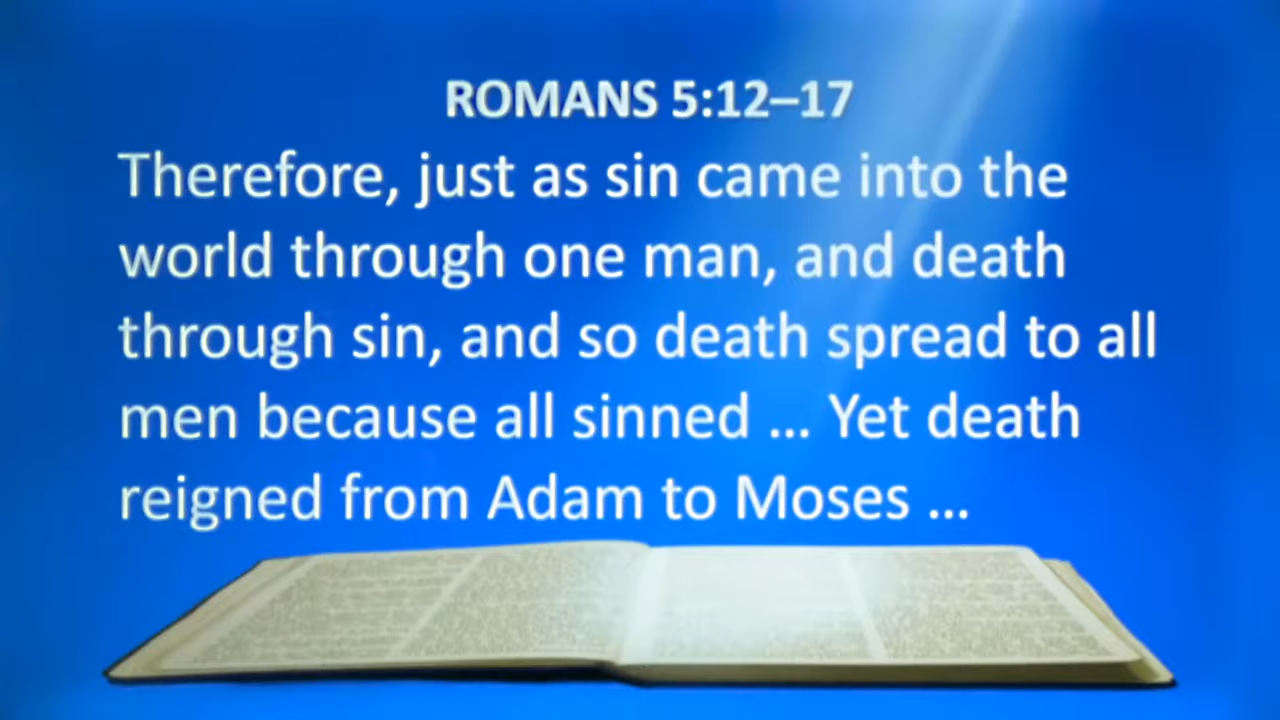 ROMANS 5:12–17
Therefore, just as sin came into the
world through one man, and death
through sin, and so death spread to all
men because all sinned … Yet death
reigned from Adam to Moses …